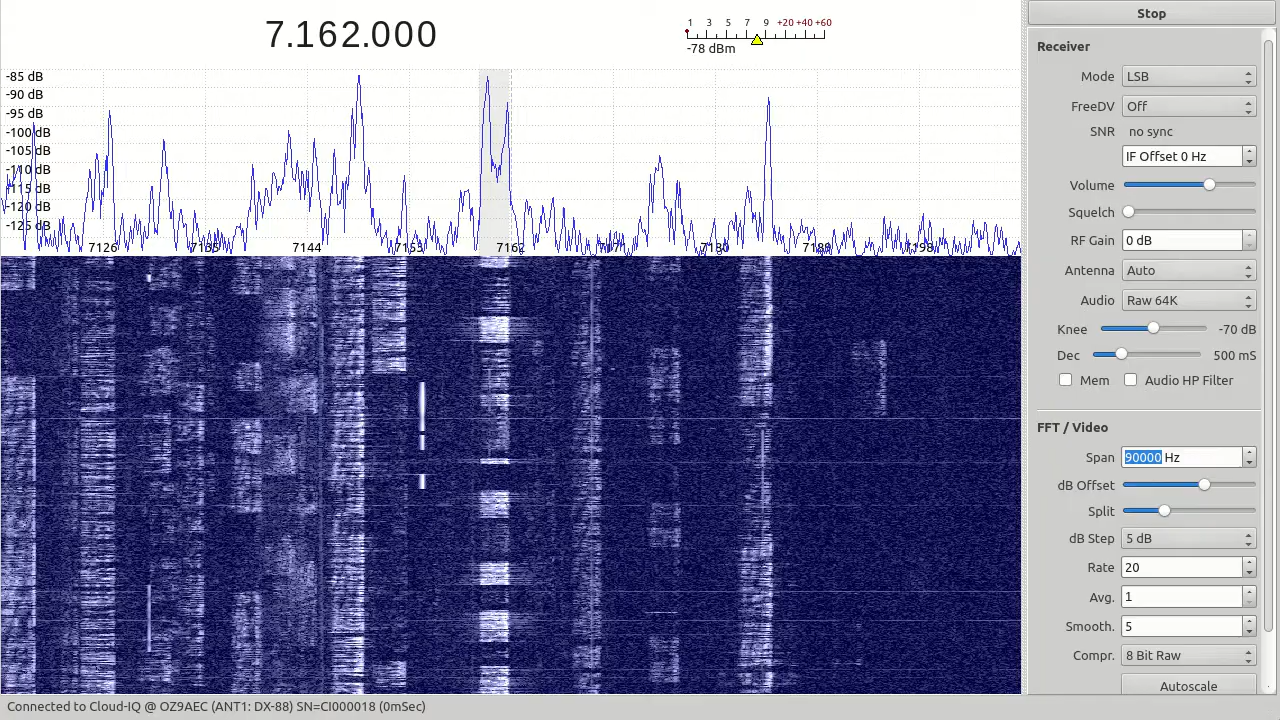 7.162.000
1 3 5 7 9 +20 +40 +60
-78 dBm
-85 dB
-90 dB
-95 dB
-100 dB
-105 dB
-110 dB
-115 dB
-120 dB
-125 dB
7126 7135 7144 7153 7162 7171 7180 7189 7198
Stop
Receiver
Mode LSB
FreeDV Off
SNR no sync
IF Offset 0 Hz
Volume
Squelch
RF Gain 0 dB
Antenna Auto
Audio Raw 64K
Knee -70 dB
Dec 500 mS
Mem Audio HP Filter
FFT / Video
Span 90000 Hz
dB Offset
Split
dB Step 5 dB
Rate 20
Avg. 1
Smooth. 5
Compr. 8 Bit Raw
Autoscale
Connected to Cloud-IQ @ OZ9AEC (ANT1: DX-88) SN=CI000018 (0mSec)